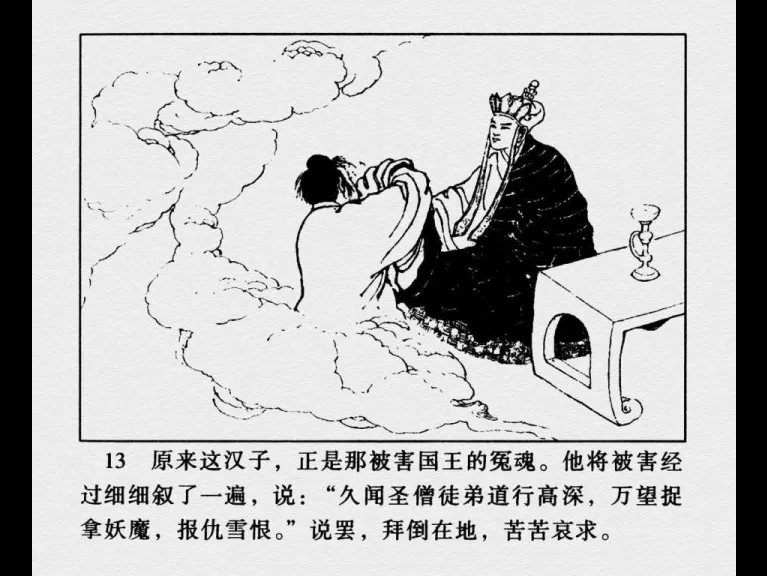 13 原来这汉子，正是那被害国王的冤魂。他将被害经
过细细叙了一遍，说：“久闻圣僧徒弟道行高深，万望捉
拿妖魔，报仇雪恨。”说罢，拜倒在地，苦苦哀求。